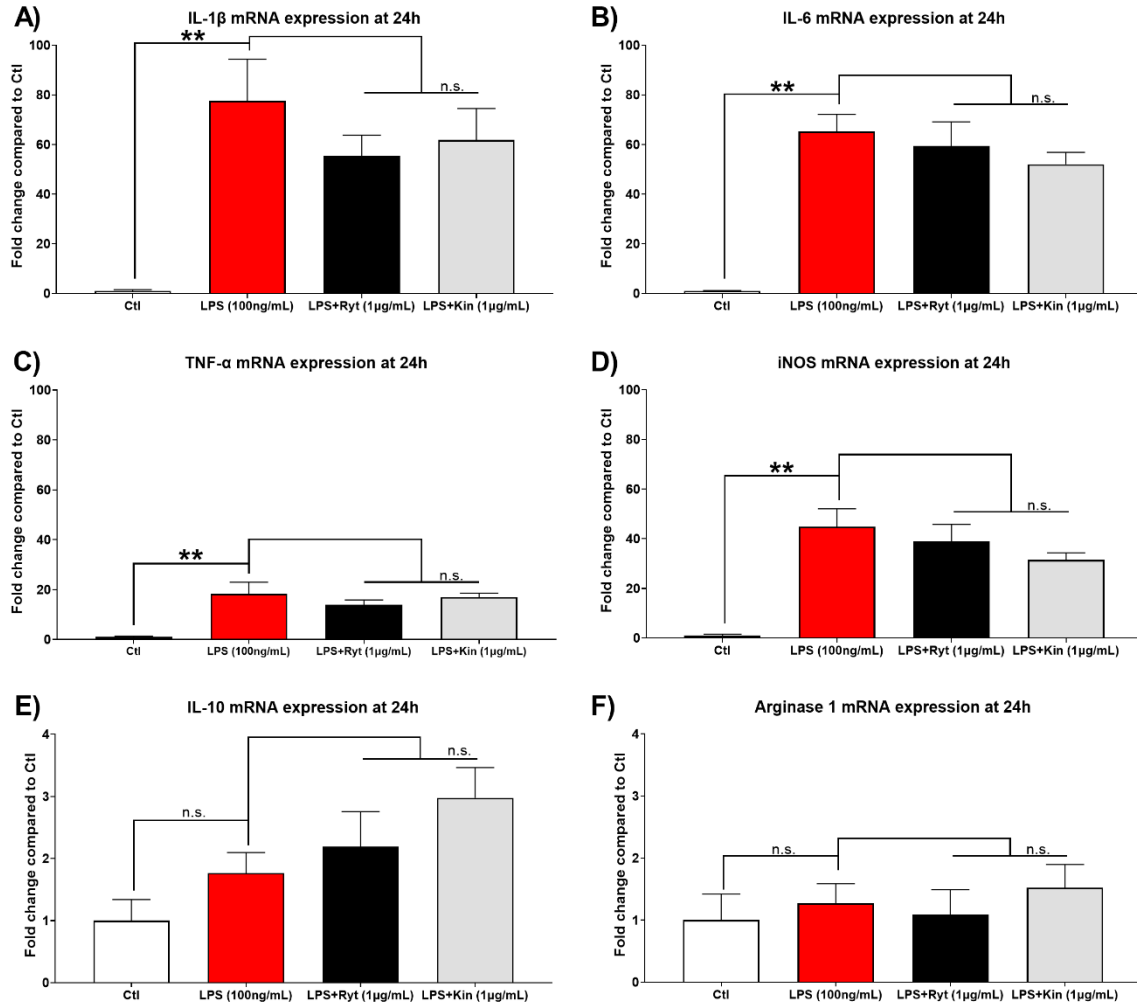 A)
IL-1β mRNA expression at 24h
Fold change compared to Ctl
100
80
60
40
20
0
**
n.s.
Ctl
LPS (100ng/mL)
LPS+Ryt (1µg/mL)
LPS+Kin (1µg/mL)
B)
IL-6 mRNA expression at 24h
Fold change compared to Ctl
100
80
60
40
20
0
**
n.s.
Ctl
LPS (100ng/mL)
LPS+Ryt (1µg/mL)
LPS+Kin (1µg/mL)
C)
TNF-α mRNA expression at 24h
Fold change compared to Ctl
100
80
60
40
20
0
**
n.s.
Ctl
LPS (100ng/mL)
LPS+Ryt (1µg/mL)
LPS+Kin (1µg/mL)
D)
iNOS mRNA expression at 24h
Fold change compared to Ctl
100
80
60
40
20
0
**
n.s.
Ctl
LPS (100ng/mL)
LPS+Ryt (1µg/mL)
LPS+Kin (1µg/mL)
E)
IL-10 mRNA expression at 24h
Fold change compared to Ctl
4
3
2
1
0
n.s.
n.s.
Ctl
LPS (100ng/mL)
LPS+Ryt (1µg/mL)
LPS+Kin (1µg/mL)
F)
Arginase 1 mRNA expression at 24h
Fold change compared to Ctl
4
3
2
1
0
n.s.
n.s.
Ctl
LPS (100ng/mL)
LPS+Ryt (1µg/mL)
LPS+Kin (1µg/mL)